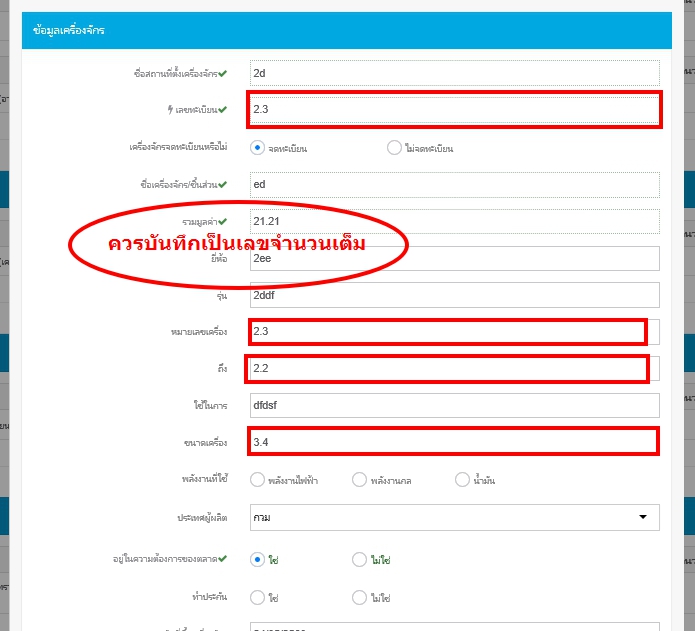 ข้อมูลเครื่องจักร
ชื่อสถานที่ตั้งเครื่องจักร 2d
เลขทะเบียน 2.3
เครื่องจักรจดทะเบียนหรือไม่ จดทะเบียน ไม่จดทะเบียน
ชื่อเครื่องจักร/ชิ้นส่วน ed
รวมมูลค่า 21.21
ควรบันทึกเป็นเลขจำนวนเต็ม
ยี่ห้อ 2ee
รุ่น 2ddf
หมายเลขเครื่อง 2.3
ถึง 2.2
ใช้ในการ dfdsf
ขนาดเครื่อง 3.4
พลังงานที่ใช้ พลังงานไฟฟ้า พลังงานกล น้ำมัน
ประเทศผู้ผลิต กวม
อยู่ในความต้องการของตลาด ใช่ ไม่ใช่
ทำประกัน ใช่ ไม่ใช่